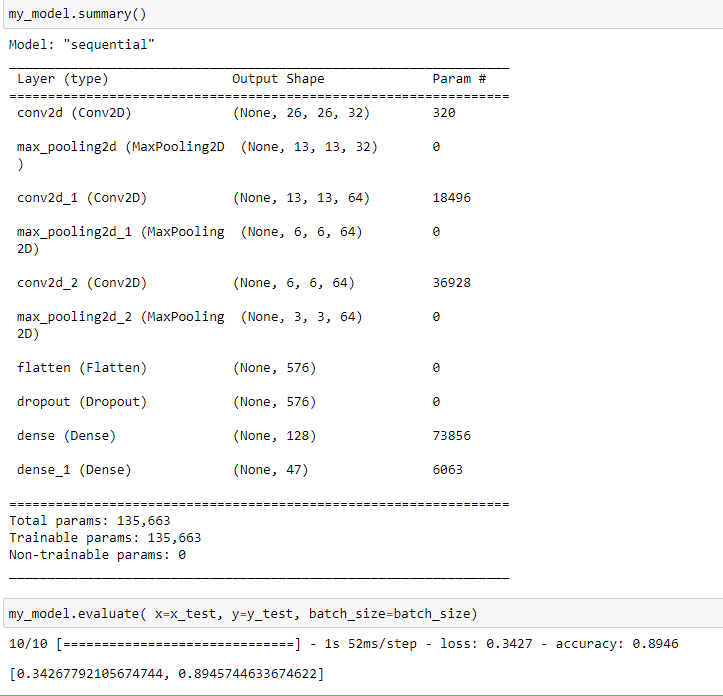 my_model.summary()
Model: "sequential"
Layer (type) Output Shape Param #
=================================================================
conv2d (Conv2D) (None, 26, 26, 32) 320
max_pooling2d (MaxPooling2D (None, 13, 13, 32) 0
)
conv2d_1 (Conv2D) (None, 13, 13, 64) 18496
max_pooling2d_1 (MaxPooling (None, 6, 6, 64) 0
2D)
conv2d_2 (Conv2D) (None, 6, 6, 64) 36928
max_pooling2d_2 (MaxPooling (None, 3, 3, 64) 0
2D)
flatten (Flatten) (None, 576) 0
dropout (Dropout) (None, 576) 0
dense (Dense) (None, 128) 73856
dense_1 (Dense) (None, 47) 6063
=================================================================
Total params: 135,663
Trainable params: 135,663
Non-trainable params: 0
_________________________________________________________________
my_model.evaluate( x=x_test, y=y_test, batch_size=batch_size)
10/10 [==============================] - 1s 52ms/step - loss: 0.3427 - accuracy: 0.8946
[0.34267792105674744, 0.8945744633674622]